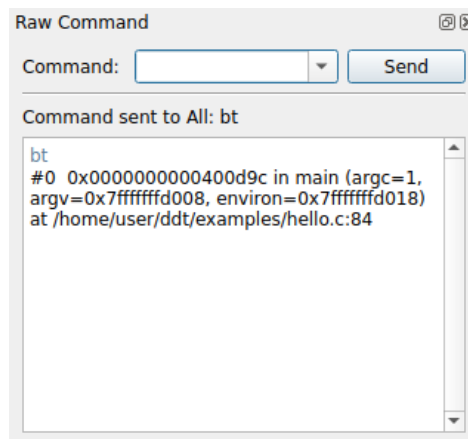 Raw Command
Command:
Send
Command sent to All: bt
bt
#0 0x0000000000400d9c in main (argc=1,
argv=0x7fffffffd008, environ=0x7fffffffd018)
at /home/user/ddt/examples/hello.c:84